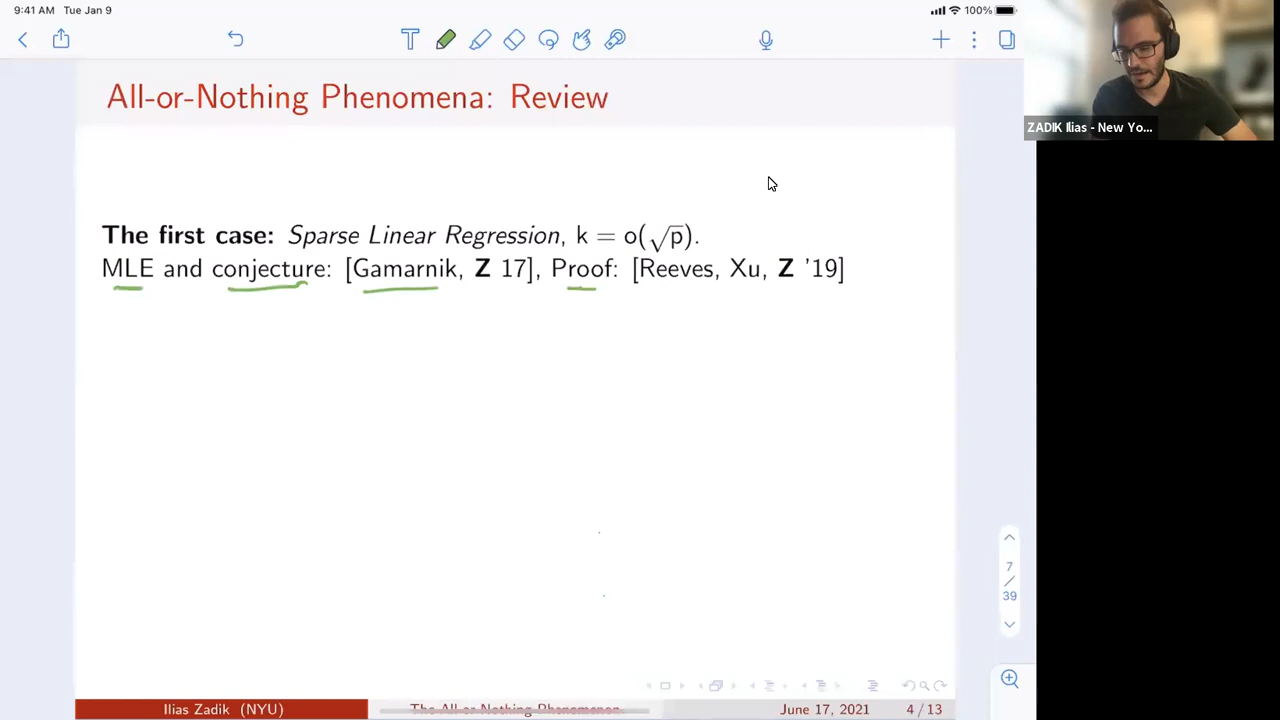 9:41 AM Tue Jan 9
100%
All-or-Nothing Phenomena: Review
ZADIK Ilias - New Yo...
The first case: Sparse Linear Regression, k = o(√p).
MLE and conjecture: [Gamarnik, Z 17], Proof: [Reeves, Xu, Z '19]
7
/
39
Ilias Zadik (NYU)
The All-or-Nothing Phenomenon
June 17, 2021
4 / 13